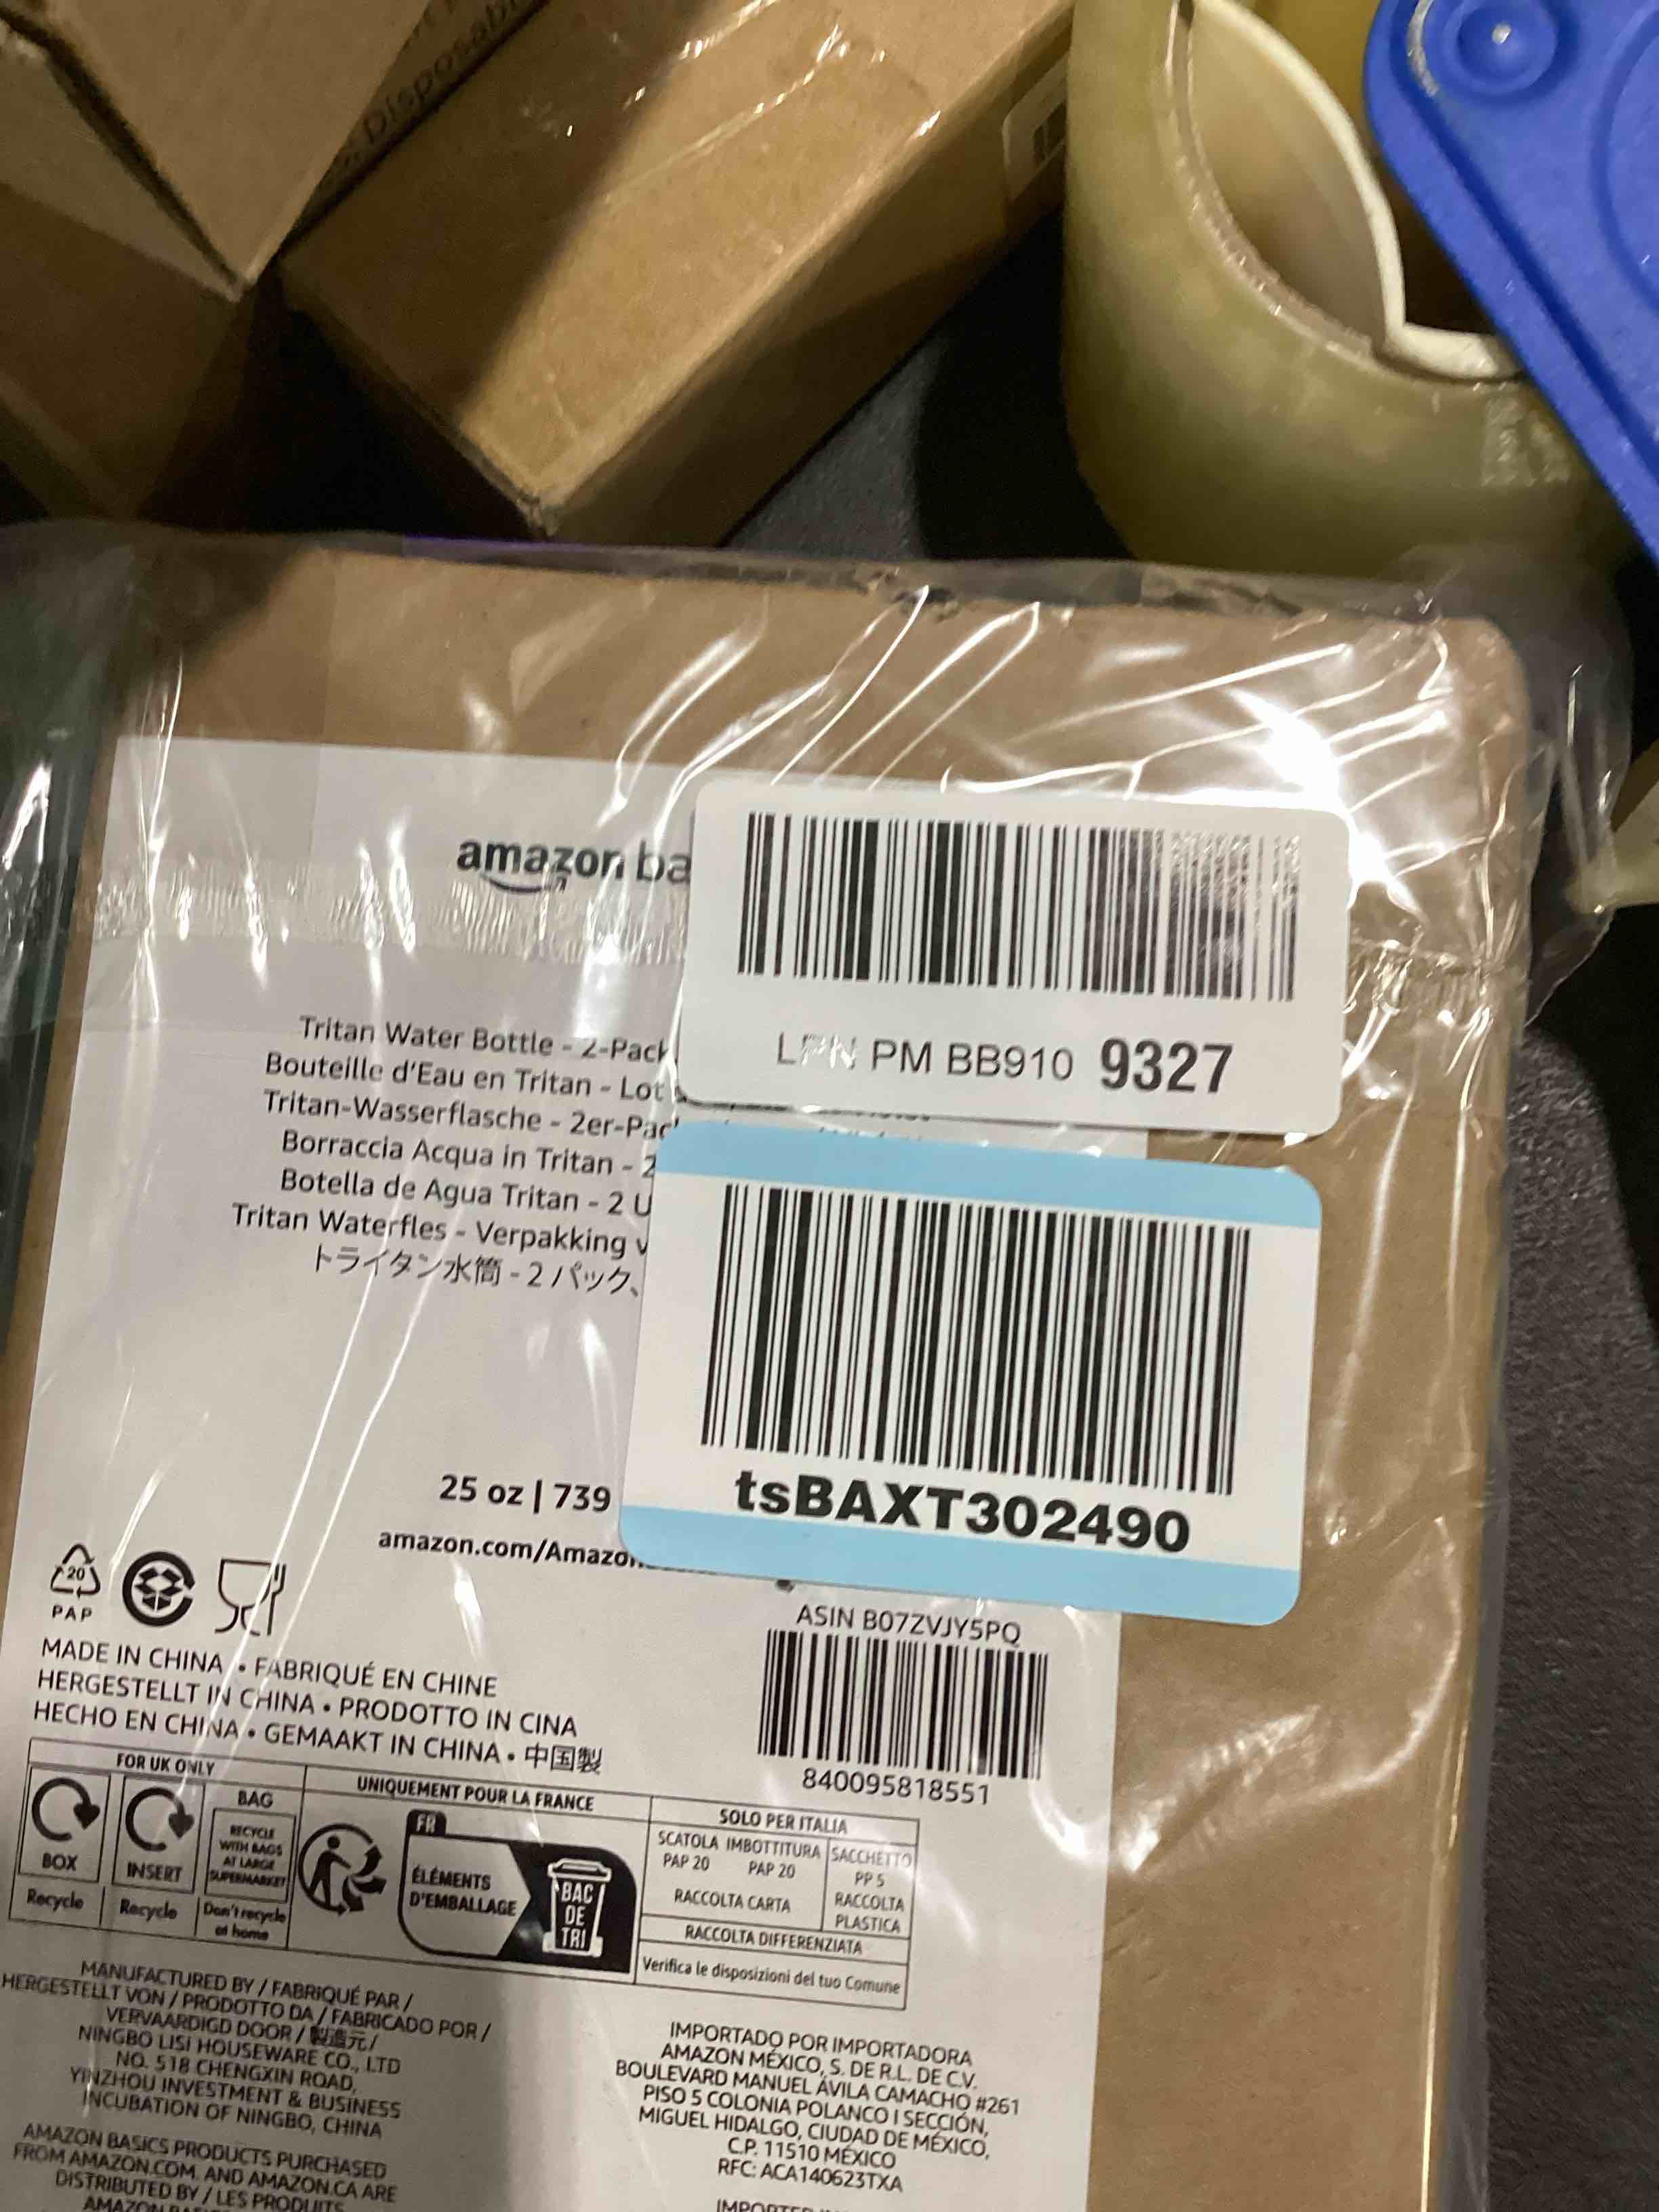 Disposabl
amazon ba
LPN PM BB910 9327
Tritan Water Bottle - 2-Pack
Bouteille d'Eau en Tritan - Lot
Tritan-Wasserflasche - 2er-Pac
Borraccia Acqua in Tritan - 2
Botella de Agua Tritan - 2 U
Tritan Waterfles - Verpakking v
トライタン水筒 - 2 パック、
tsBAXT302490
25 oz | 739
amazon.com/Amazon
20
PAP
ASIN B07ZVJY5PQ
840095818551
MADE IN CHINA • FABRIQUÉ EN CHINE
HERGESTELLT IN CHINA • PRODOTTO IN CINA
HECHO EN CHINA • GEMAAKT IN CHINA • 中国製
FOR UK ONLY
BOX
Recycle
INSERT
Recycle
BAG
RECYCLE
WITH BAGS
AT LARGE
SUPERMARKET
Don't recycle
at home
UNIQUEMENT POUR LA FRANCE
FR
ÉLÉMENTS
D'EMBALLAGE
BAC
DE
TRI
SOLO PER ITALIA
SCATOLA IMBOTTITURA SACCHETTO
PAP 20 PAP 20 PP 5
RACCOLTA CARTA RACCOLTA
PLASTICA
RACCOLTA DIFFERENZIATA
Verifica le disposizioni del tuo Comune
MANUFACTURED BY / FABRIQUÉ PAR /
HERGESTELLT VON / PRODOTTO DA / FABRICADO POR /
VERVAARDIGD DOOR / 製造元 /
NINGBO LISI HOUSEWARE CO., LTD
NO. 518 CHENGXIN ROAD,
YINZHOU INVESTMENT & BUSINESS
INCUBATION OF NINGBO, CHINA
AMAZON BASICS PRODUCTS PURCHASED
FROM AMAZON.COM AND AMAZON.CA ARE
DISTRIBUTED BY / LES PRODUITS
AMAZON
IMPORTADO POR IMPORTADORA
AMAZON MÉXICO, S. DE R.L. DE C.V.
BOULEVARD MANUEL ÁVILA CAMACHO #261
PISO 5 COLONIA POLANCO I SECCIÓN,
MIGUEL HIDALGO, CIUDAD DE MÉXICO,
C.P. 11510 MÉXICO
RFC: ACA140623TXA